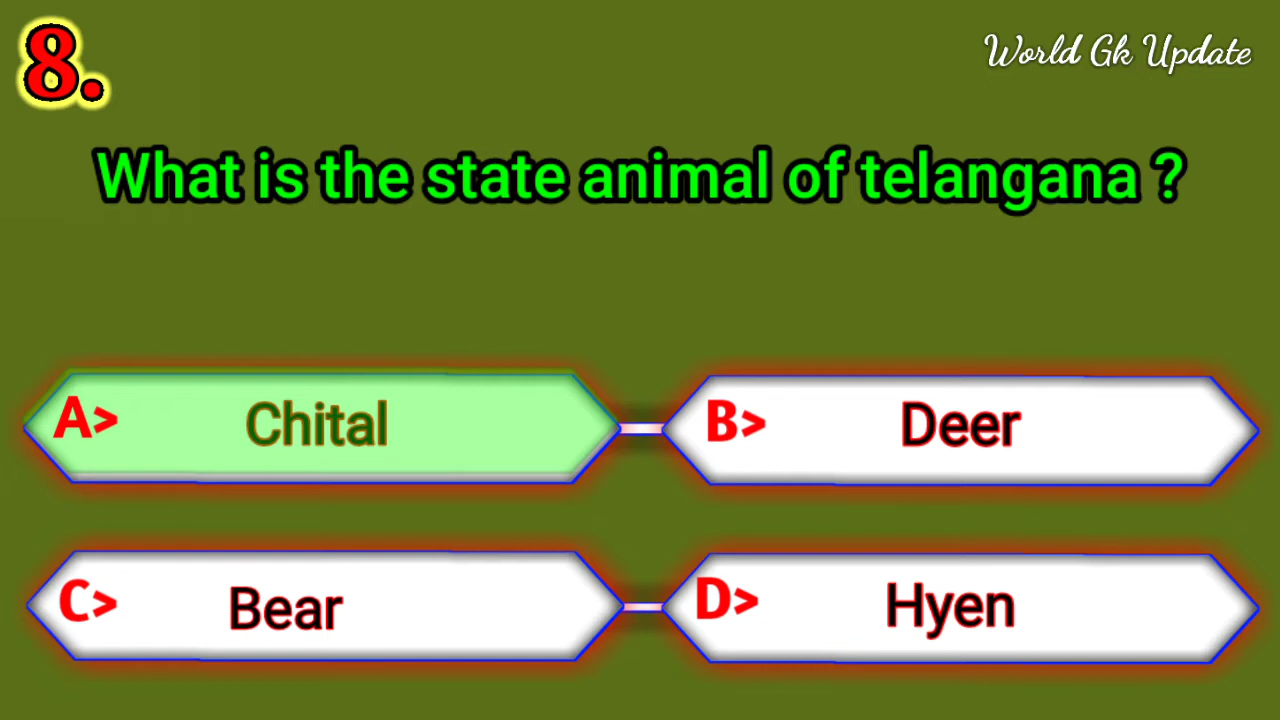 8.
World Gk Update
What is the state animal of telangana ?
A> Chital
B> Deer
C> Bear
D> Hyen